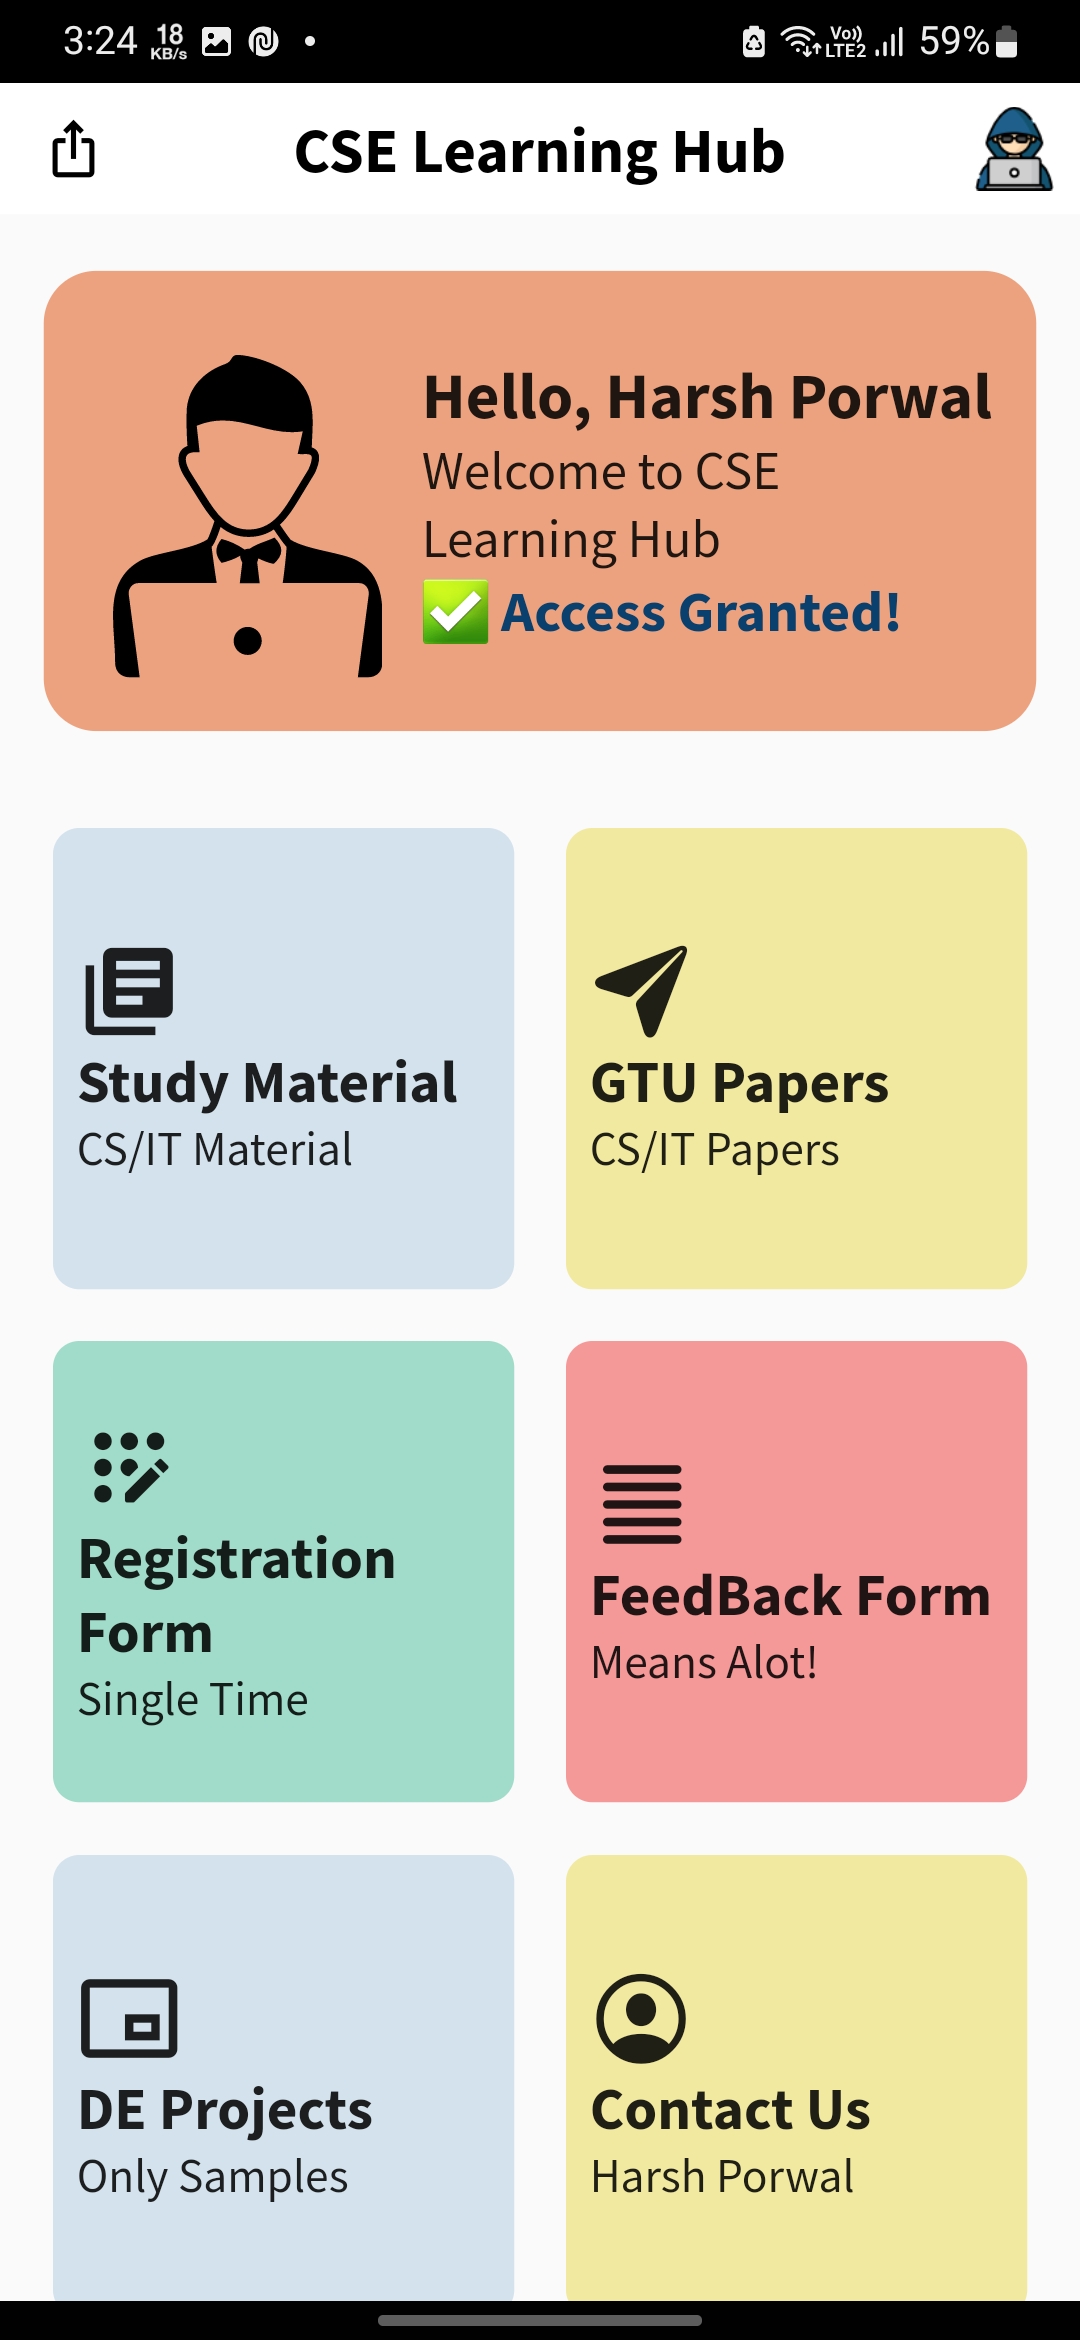 3:24
18
KB/s
Vo))
LTE2
59%
CSE Learning Hub
Hello, Harsh Porwal
Welcome to CSE
Learning Hub
✅ Access Granted!
Study Material
CS/IT Material
GTU Papers
CS/IT Papers
Registration
Form
Single Time
FeedBack Form
Means Alot!
DE Projects
Only Samples
Contact Us
Harsh Porwal